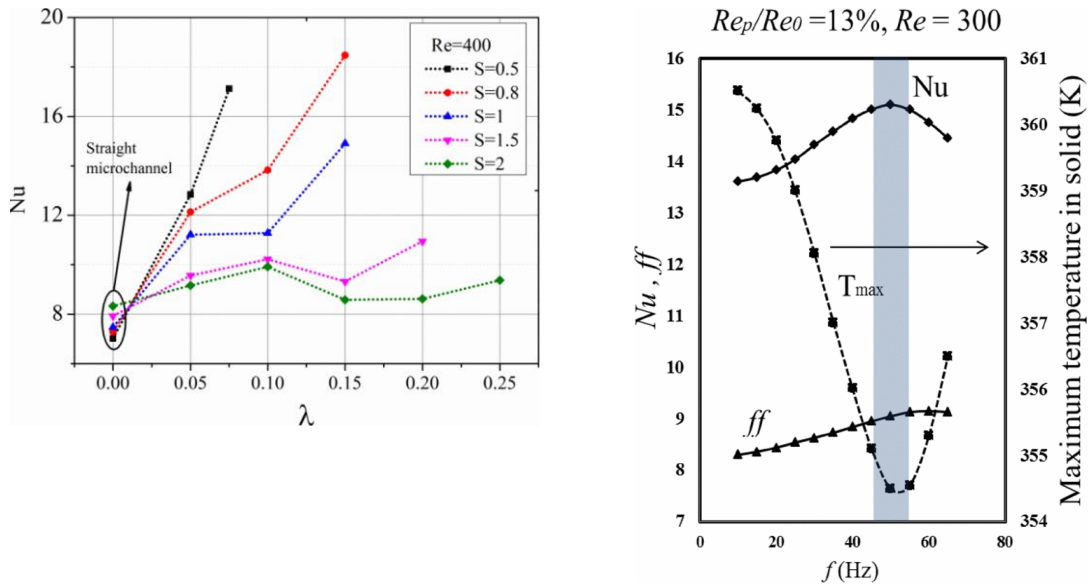 20
16
12
8
Nu
0.00 0.05 0.10 0.15 0.20 0.25
λ
Straight
microchannel
Re=400
S=0.5
S=0.8
S=1
S=1.5
S=2
Rep/Re0 =13%, Re = 300
16
15
14
13
12
11
10
9
8
7
Nu , ff
0 20 40 60 80
f (Hz)
Nu
Tmax
ff
361
360
359
358
357
356
355
354
Maximum temperature in solid (K)